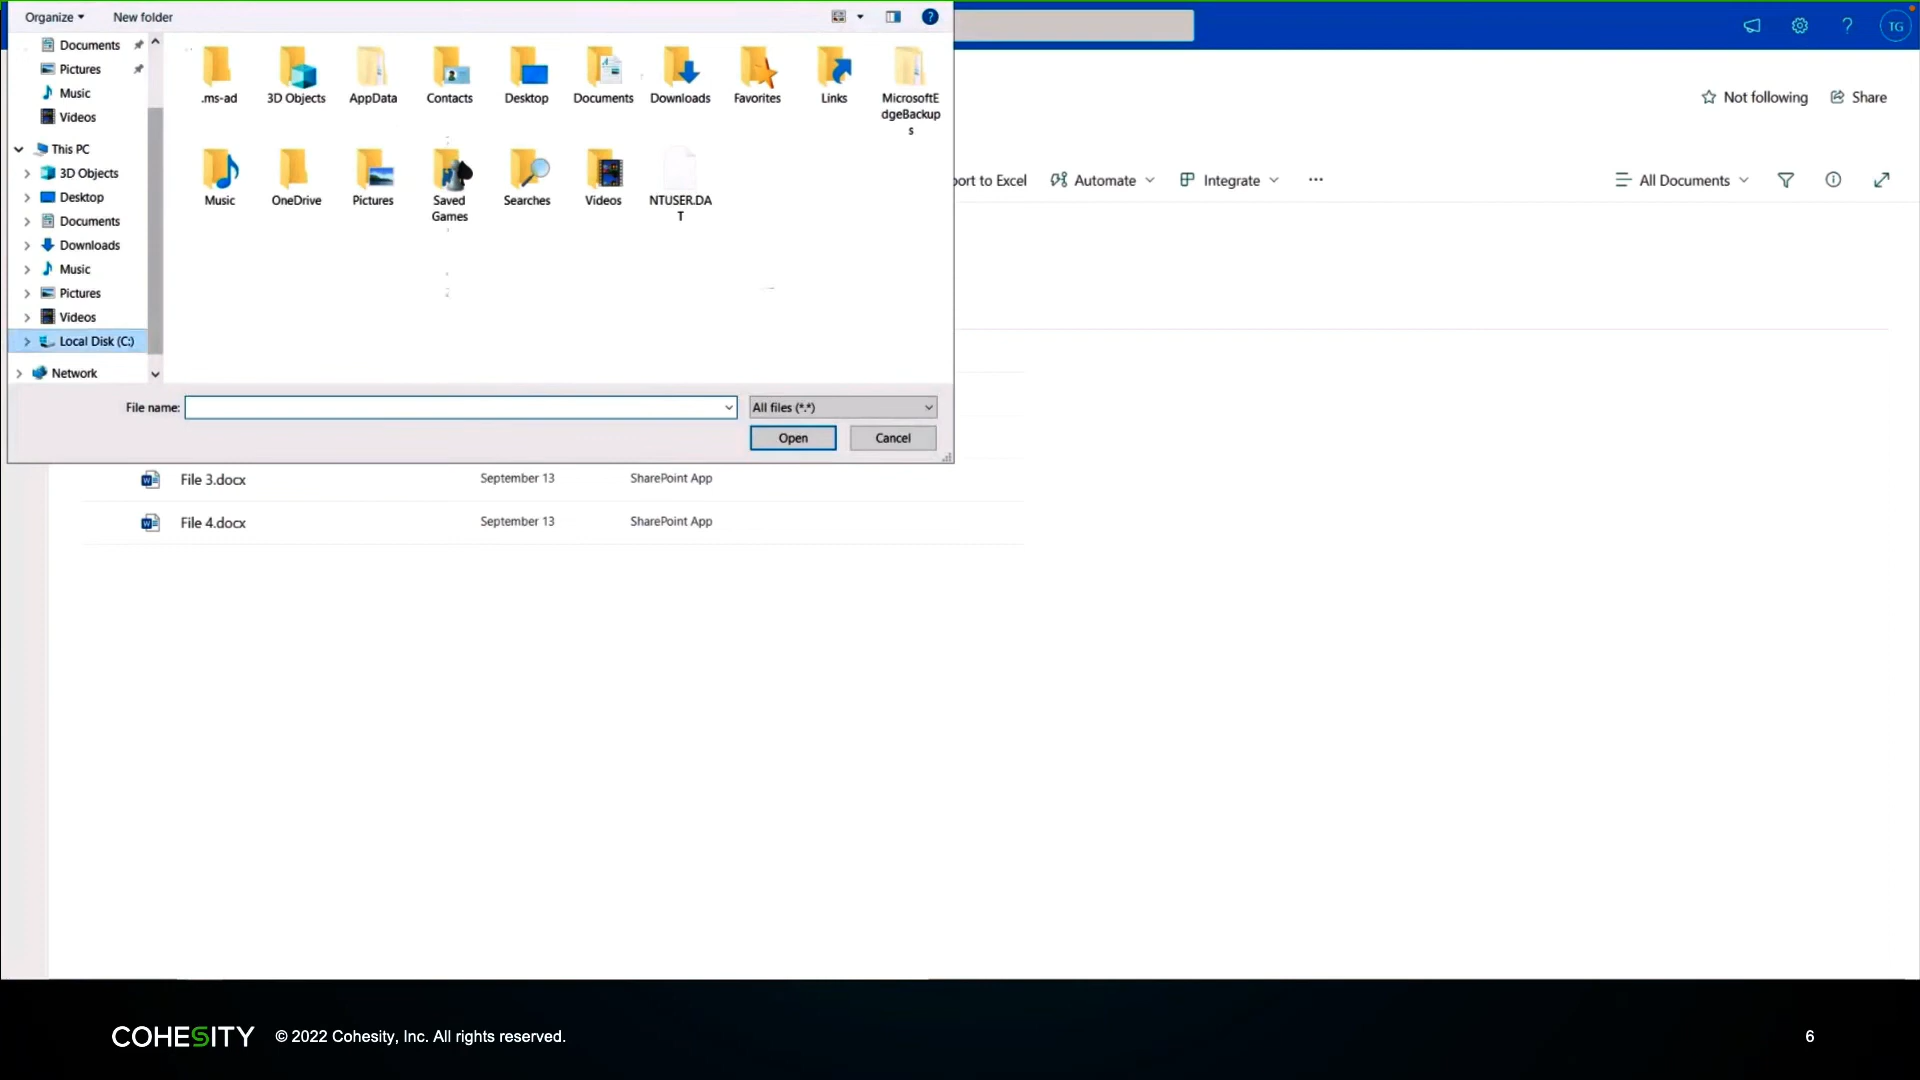 Organize New folder
Documents
Pictures
Music
Videos
This PC
3D Objects
Desktop
Documents
Downloads
Music
Pictures
Videos
Local Disk (C:)
Network
.ms-ad 3D Objects AppData Contacts Desktop Documents Downloads Favorites Links MicrosoftE
dgeBackup
s
Music OneDrive Pictures Saved Searches Videos NTUSER.DA
Games T
File name: All files (*.*)
Open Cancel
? TG
Not following Share
port to Excel Automate Integrate ... All Documents
File 3.docx September 13 SharePoint App
File 4.docx September 13 SharePoint App
COHESITY © 2022 Cohesity, Inc. All rights reserved. 6